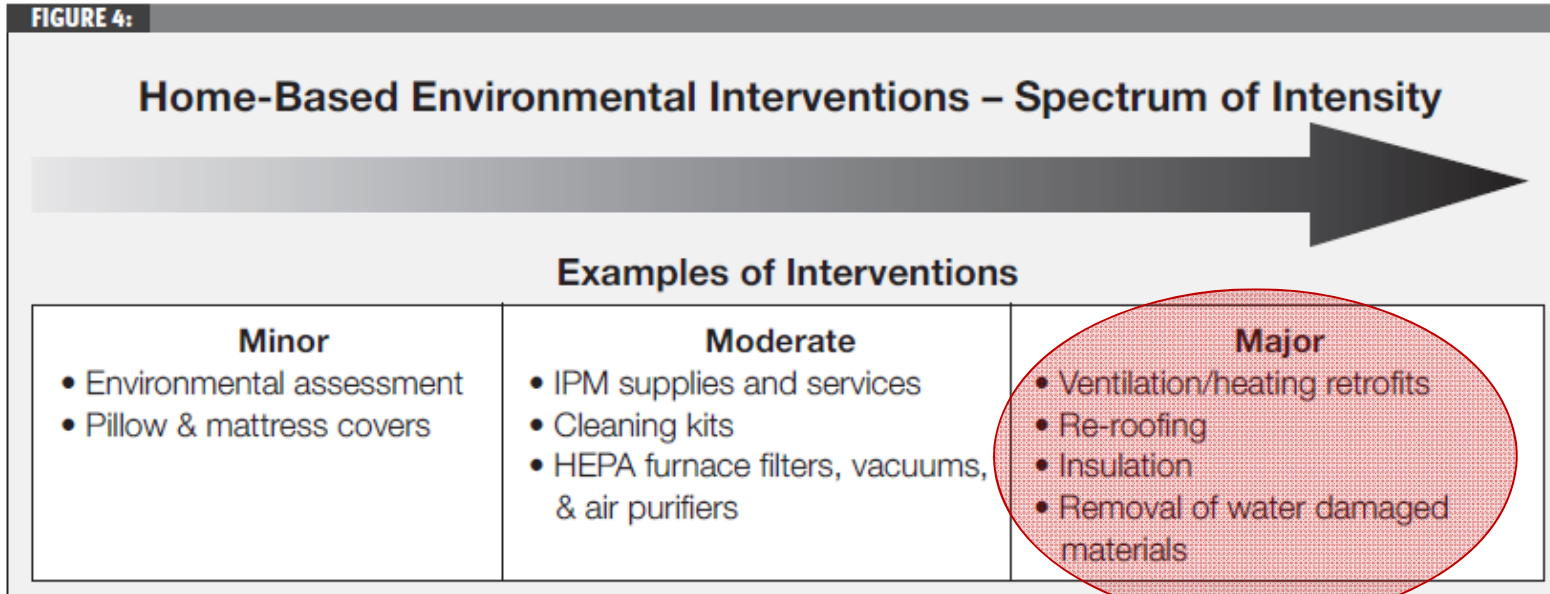 FIGURE 4:
Home-Based Environmental Interventions – Spectrum of Intensity
Examples of Interventions
Minor
• Environmental assessment
• Pillow & mattress covers
Moderate
• IPM supplies and services
• Cleaning kits
• HEPA furnace filters, vacuums,
& air purifiers
Major
• Ventilation/heating retrofits
• Re-roofing
• Insulation
• Removal of water damaged
materials